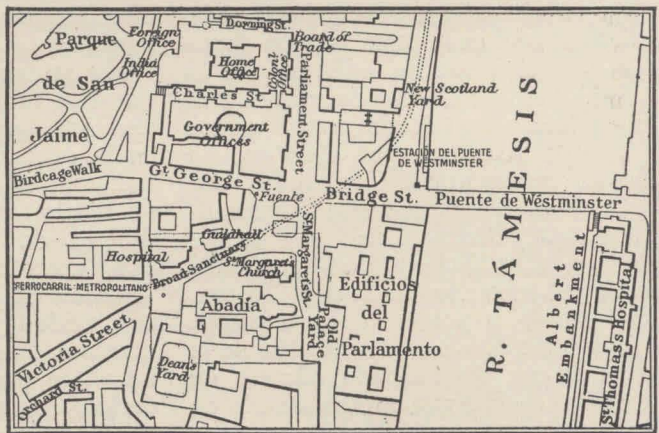 Downing St.
Parque
de San
Jaime
Foreign
Office
India
Office
Home
Office
Board of
Trade
Parliament Street
Charles St.
Government
Offices
New Scotland
Yard
ESTACIÓN DEL PUENTE
DE WESTMINSTER
Birdcage Walk
Gt. George St.
Fuente
Bridge St.
Puente de Westminster
R. TÁMESIS
Guildhall
Hospital
Broad Sanctuary
St Margaret's
Church
St Margarets St.
FERROCARRIL METROPOLITANO
Abadía
Edificios
del
Parlamento
Old
Palace
Yard
Albert
Embankment
St Thomas's Hospital
Victoria Street
Dean's
Yard
Orchard St.